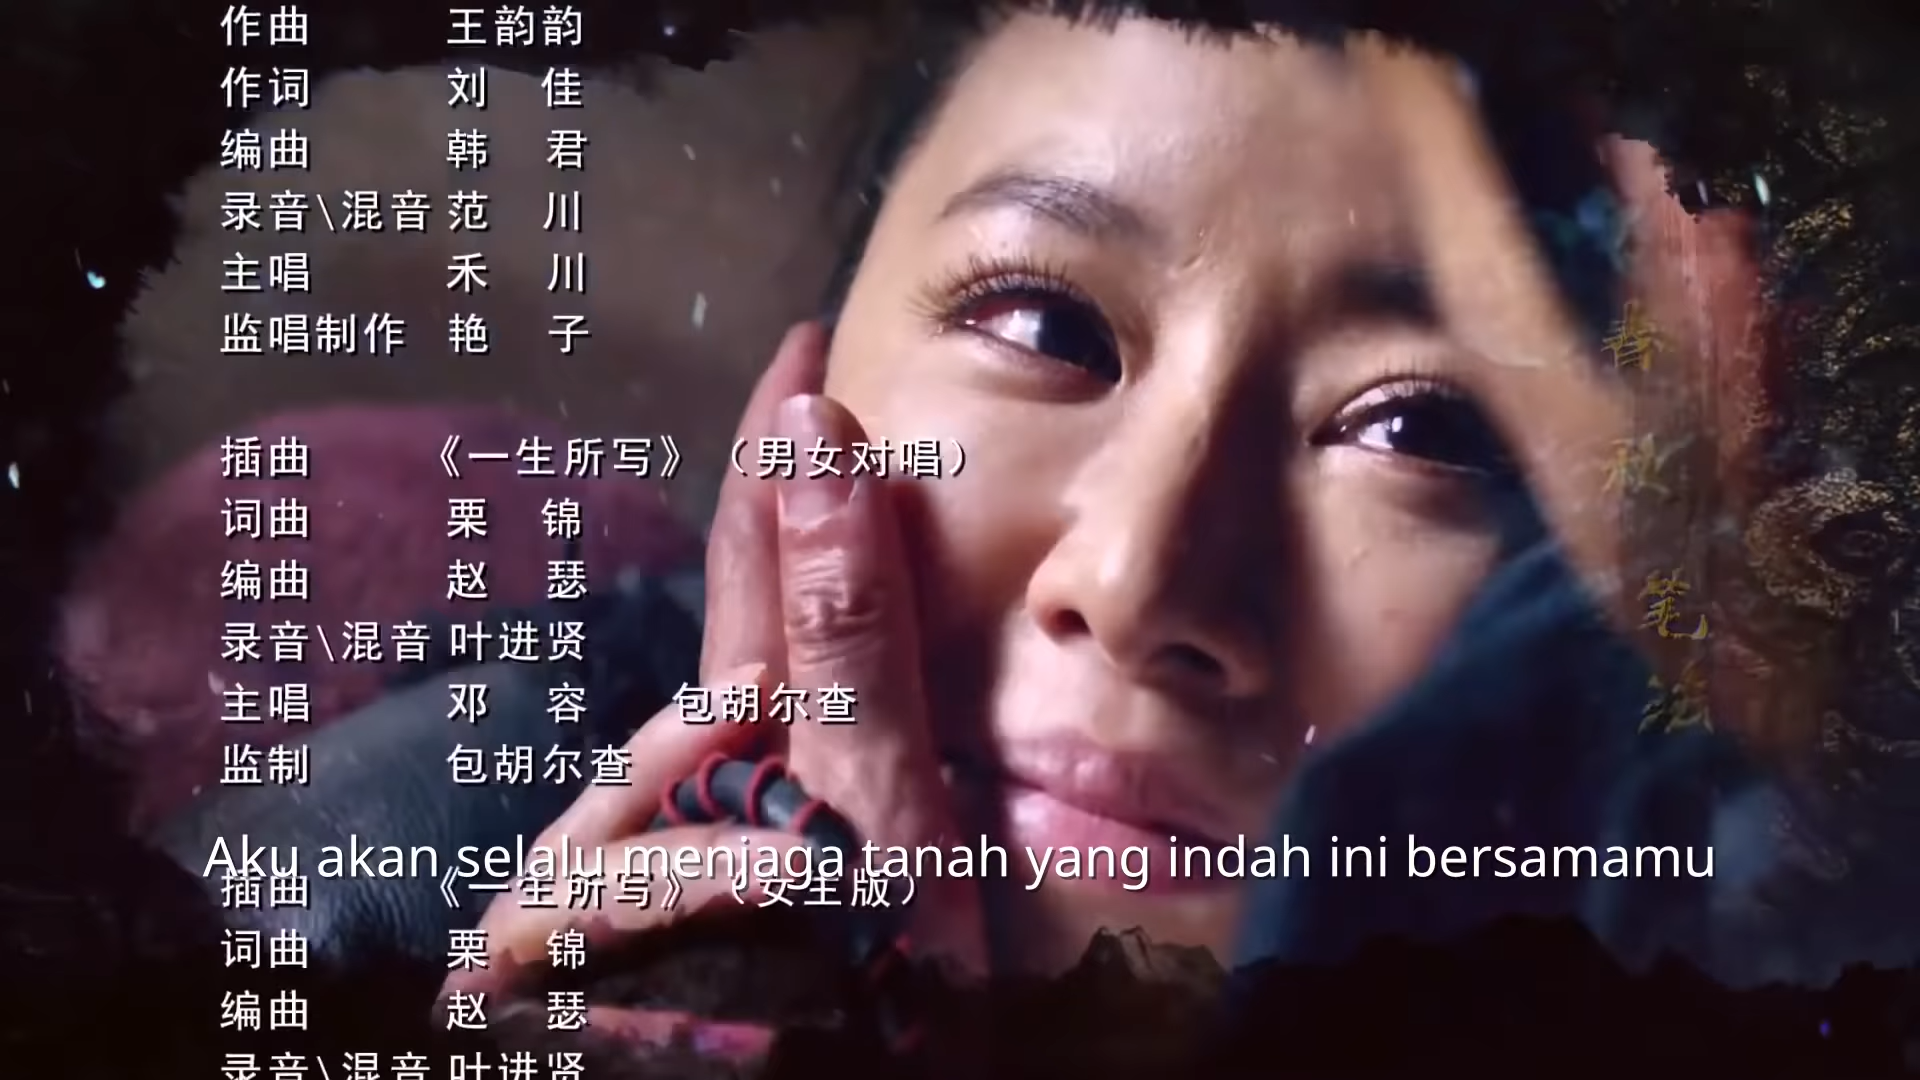 作曲 王韵韵
作词 刘佳
编曲 韩君
录音\混音 范川
主唱 禾川
监唱制作 艳子
插曲 《一生所写》（男女对唱）
词曲 栗锦
编曲 赵瑟
录音\混音 叶进贤
主唱 邓容 包胡尔查
监制 包胡尔查
Aku akan selalu menjaga tanah yang indah ini bersamamu
插曲 《一生所写》（女主版）
词曲 栗锦
编曲 赵瑟
录音\混音 叶进贤
春秋笔法